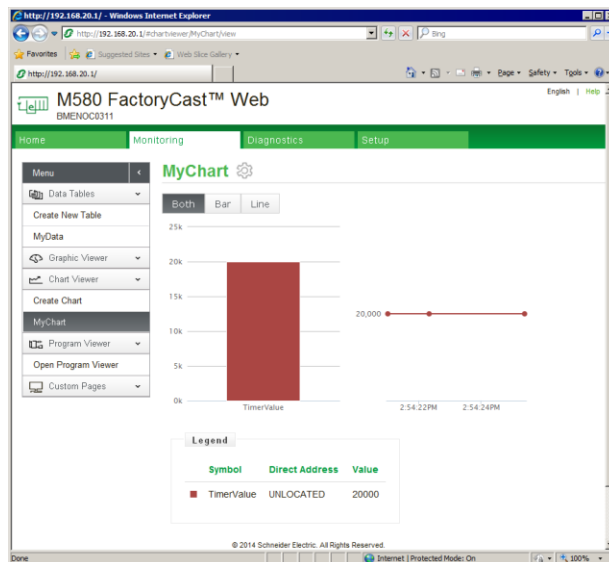 http://192.168.20.1/ - Windows Internet Explorer
http://192.168.20.1/#chartviewer/MyChart/view
Bing
Favorites Suggested Sites Web Slice Gallery
http://192.168.20.1/
Page Safety Tools
English | Help
M580 FactoryCast™ Web
BMENOC0311
Home Monitoring Diagnostics Setup
Menu
Data Tables
Create New Table
MyData
Graphic Viewer
Chart Viewer
Create Chart
MyChart
Program Viewer
Open Program Viewer
Custom Pages
MyChart
Both Bar Line
25k
20k
15k
10k
5k
0k
TimerValue
20,000
2:54:22PM 2:54:24PM
Legend
Symbol Direct Address Value
TimerValue UNLOCATED 20000
© 2014 Schneider Electric. All Rights Reserved.
Done Internet | Protected Mode: On 100%